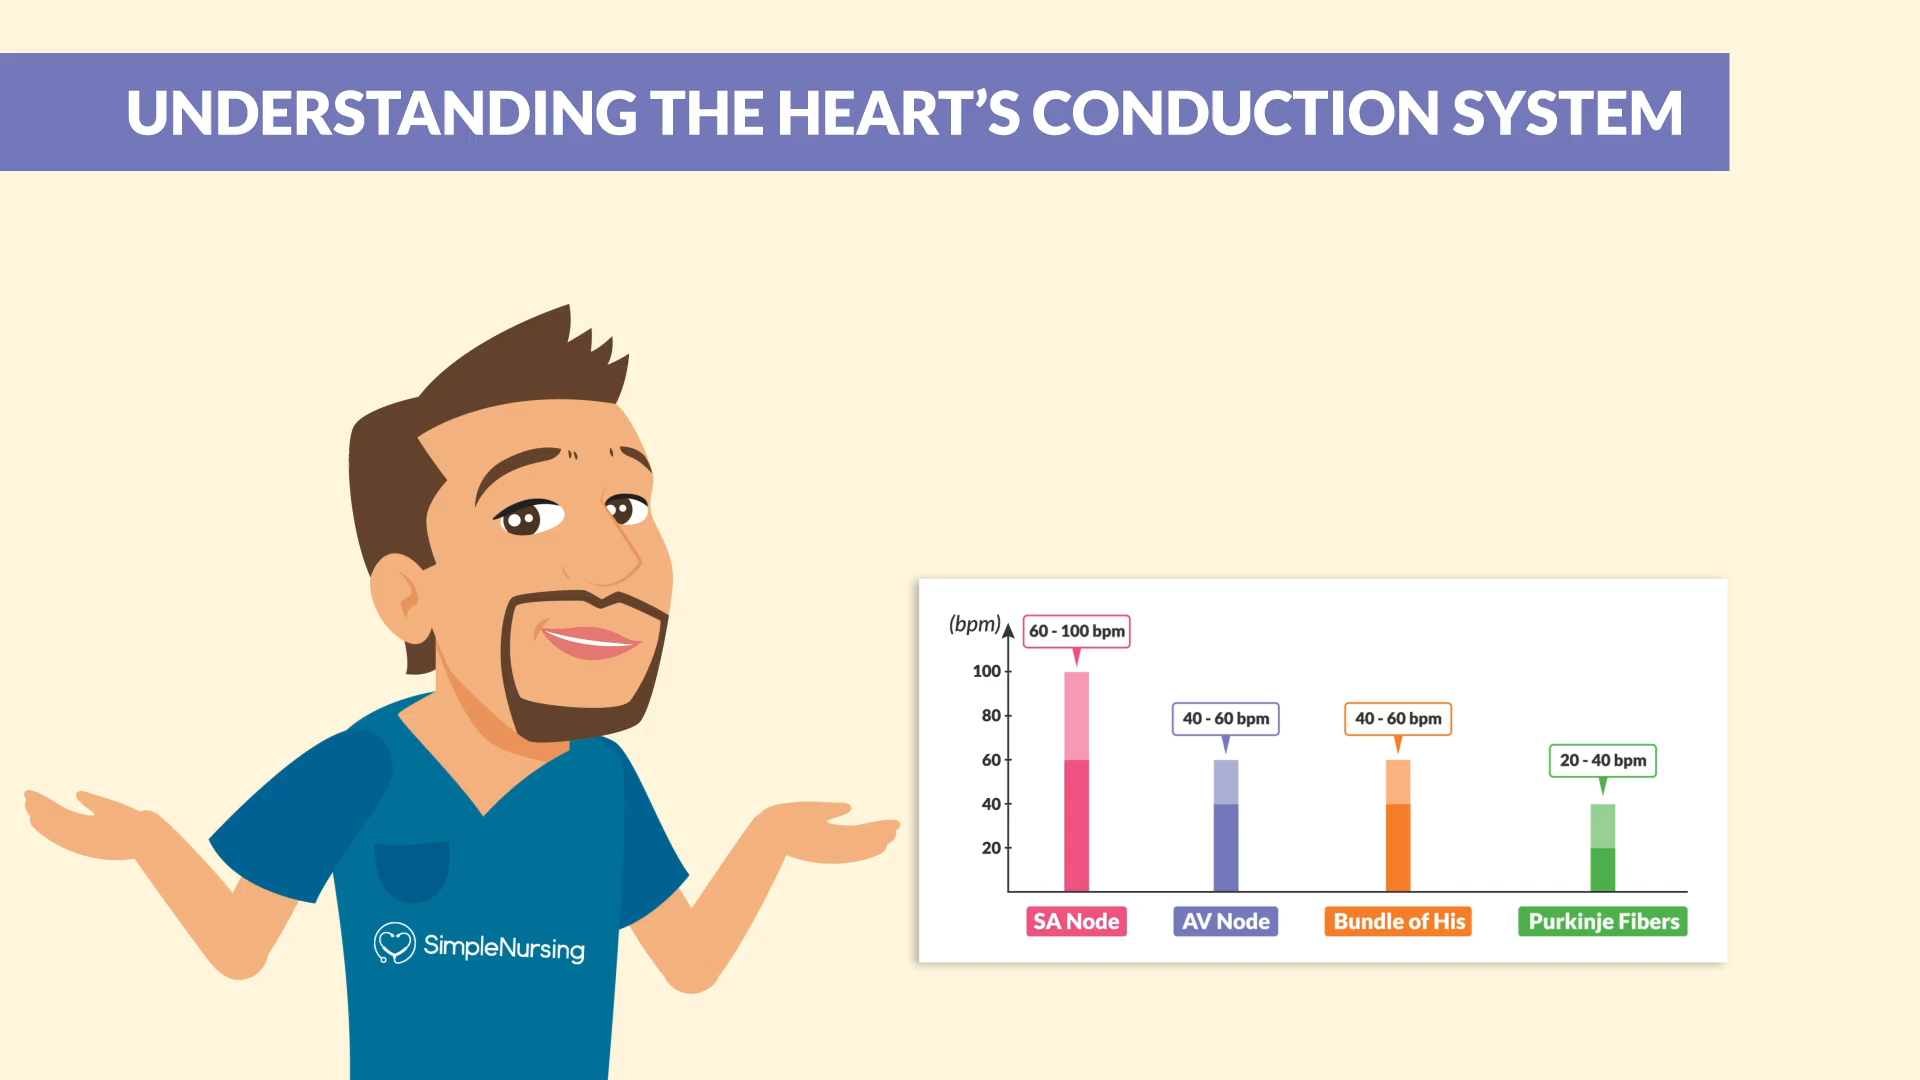 UNDERSTANDING THE HEART’S CONDUCTION SYSTEM
SimpleNursing
(bpm)
60 - 100 bpm
40 - 60 bpm
40 - 60 bpm
20 - 40 bpm
100
80
60
40
20
SA Node
AV Node
Bundle of His
Purkinje Fibers